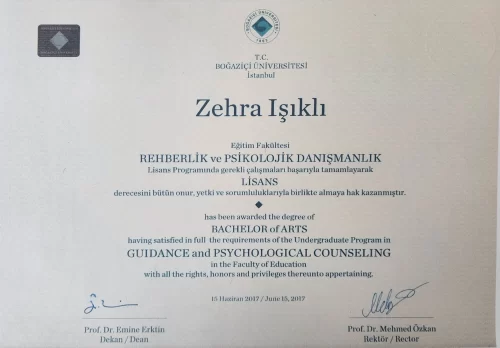 BOĞAZİÇİ ÜNİVERSİTESİ
T.C.
BOĞAZİÇİ ÜNİVERSİTESİ
İstanbul
Zehra Işıklı
Eğitim Fakültesi
REHBERLİK ve PSİKOLOJİK DANIŞMANLIK
Lisans Programında gerekli çalışmaları başarıyla tamamlayarak
LİSANS
derecesini bütün onur, yetki ve sorumluluklarıyla birlikte almaya hak kazanmıştır.
has been awarded the degree of
BACHELOR of ARTS
having satisfied in full the requirements of the Undergraduate Program in
GUIDANCE and PSYCHOLOGICAL COUNSELING
in the Faculty of Education
with all the rights, honors and privileges thereunto appertaining.
15 Haziran 2017 / June 15, 2017
Prof. Dr. Emine Erktin
Dekan / Dean
Prof. Dr. Mehmed Özkan
Rektör / Rector